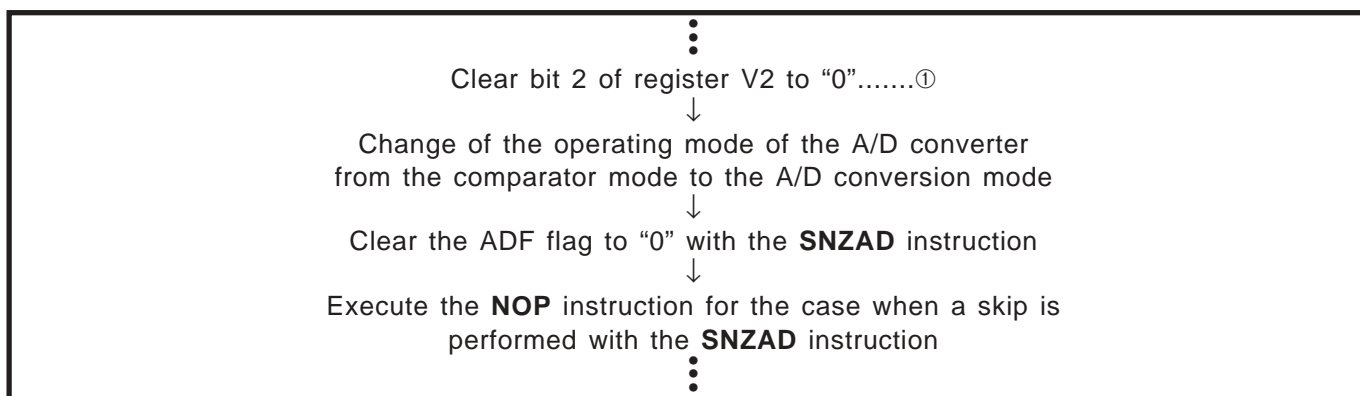 Clear bit 2 of register V2 to “0”.......①
↓
Change of the operating mode of the A/D converter
from the comparator mode to the A/D conversion mode
↓
Clear the ADF flag to “0” with the SNZAD instruction
↓
Execute the NOP instruction for the case when a skip is
performed with the SNZAD instruction